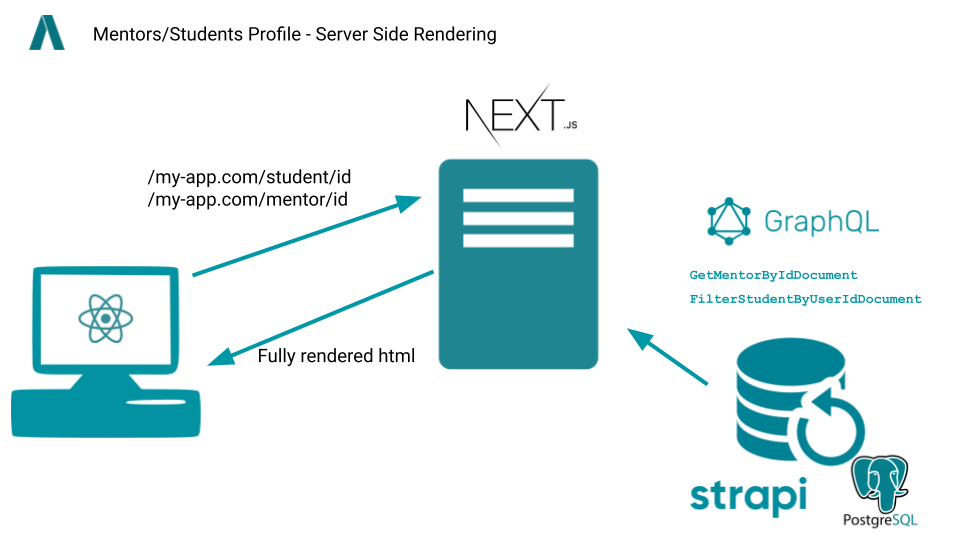 Mentors/Students Profile - Server Side Rendering
NEXT.JS
/my-app.com/student/id
/my-app.com/mentor/id
GraphQL
GetMentorByIdDocument
FilterStudentByUserIdDocument
Fully rendered html
strapi
PostgreSQL